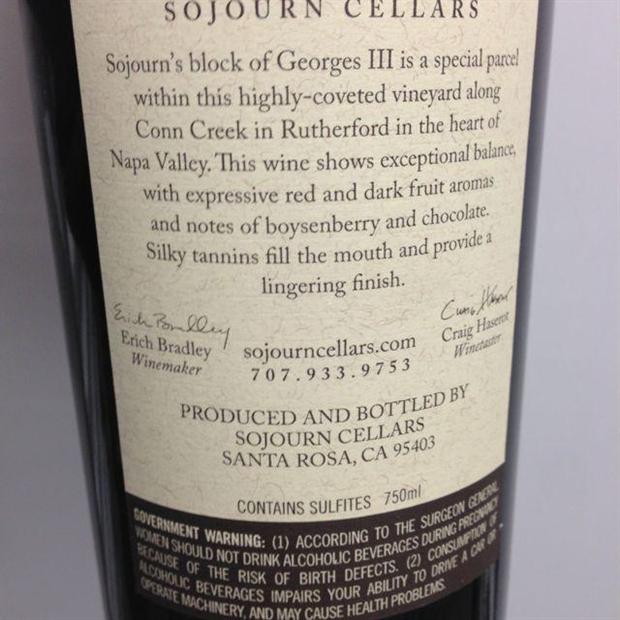 SOJOURN CELLARS
Sojourn's block of Georges III is a special parcel
within this highly-coveted vineyard along
Conn Creek in Rutherford in the heart of
Napa Valley. This wine shows exceptional balance,
with expressive red and dark fruit aromas
and notes of boysenberry and chocolate.
Silky tannins fill the mouth and provide a
lingering finish.
Erich Bradley
Erich Bradley
Winemaker
sojourncellars.com
707.933.9753
Craig Haserot
Craig Haserot
Winetaster
PRODUCED AND BOTTLED BY
SOJOURN CELLARS
SANTA ROSA, CA 95403
CONTAINS SULFITES 750ml
GOVERNMENT WARNING: (1) ACCORDING TO THE SURGEON GENERAL
WOMEN SHOULD NOT DRINK ALCOHOLIC BEVERAGES DURING PREGNANCY
BECAUSE OF THE RISK OF BIRTH DEFECTS. (2) CONSUMPTION OF
ALCOHOLIC BEVERAGES IMPAIRS YOUR ABILITY TO DRIVE A CAR OR
OPERATE MACHINERY, AND MAY CAUSE HEALTH PROBLEMS.